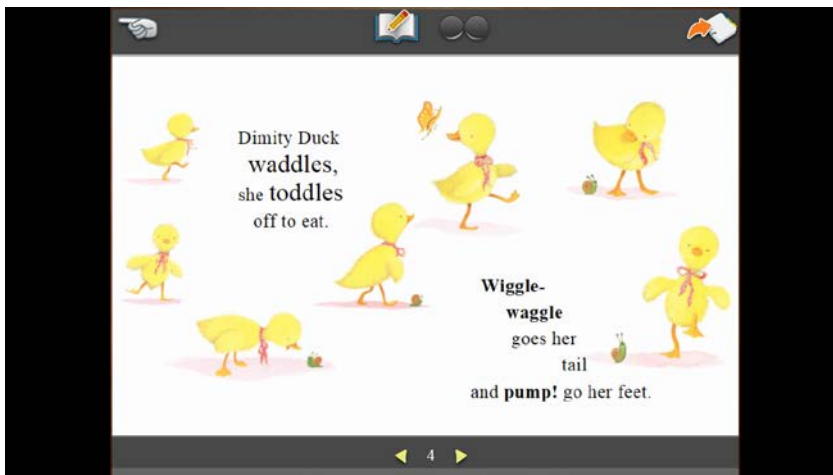 Dimity Duck
waddles,
she toddles
off to eat.
Wiggle-
waggle
goes her
tail
and pump! go her feet.
4